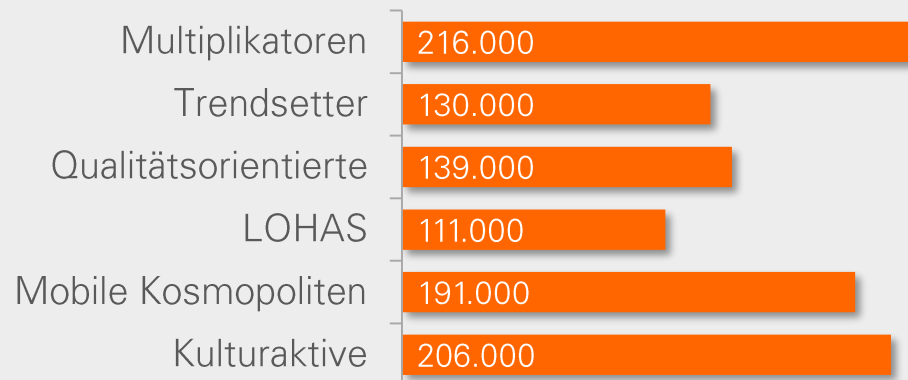 Multiplikatoren 216.000
Trendsetter 130.000
Qualitätsorientierte 139.000
LOHAS 111.000
Mobile Kosmopoliten 191.000
Kulturaktive 206.000